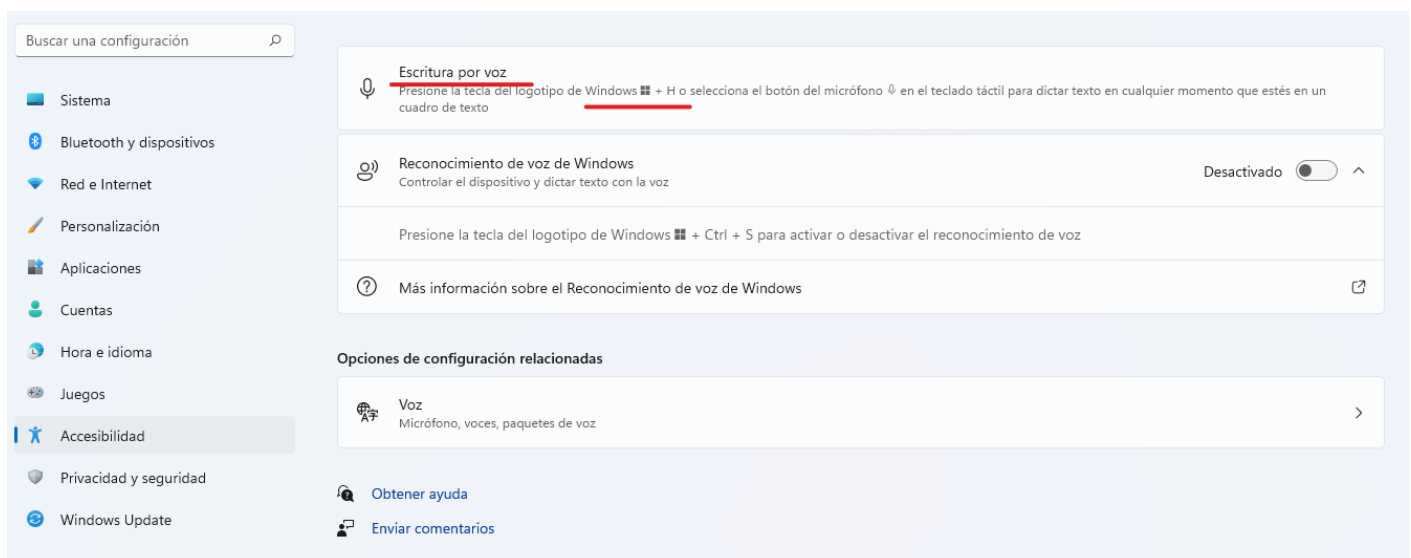 Buscar una configuración
Sistema
Bluetooth y dispositivos
Red e Internet
Personalización
Aplicaciones
Cuentas
Hora e idioma
Juegos
Accesibilidad
Privacidad y seguridad
Windows Update
Escritura por voz
Presione la tecla del logotipo de Windows + H o selecciona el botón del micrófono en el teclado táctil para dictar texto en cualquier momento que estés en un
cuadro de texto
Reconocimiento de voz de Windows
Controlar el dispositivo y dictar texto con la voz
Desactivado
Presione la tecla del logotipo de Windows + Ctrl + S para activar o desactivar el reconocimiento de voz
Más información sobre el Reconocimiento de voz de Windows
Opciones de configuración relacionadas
Voz
Micrófono, voces, paquetes de voz
Obtener ayuda
Enviar comentarios